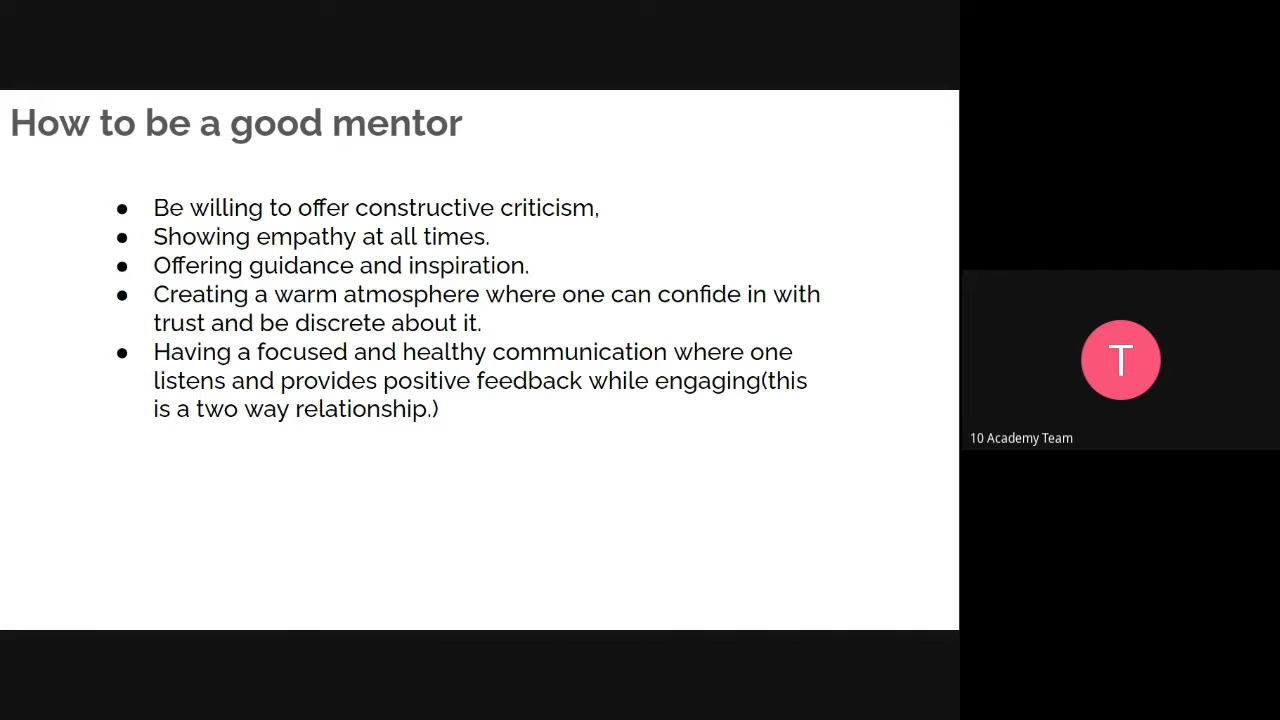 How to be a good mentor
● Be willing to offer constructive criticism,
● Showing empathy at all times.
● Offering guidance and inspiration.
● Creating a warm atmosphere where one can confide in with
trust and be discrete about it.
● Having a focused and healthy communication where one
listens and provides positive feedback while engaging(this
is a two way relationship.)
T
10 Academy Team